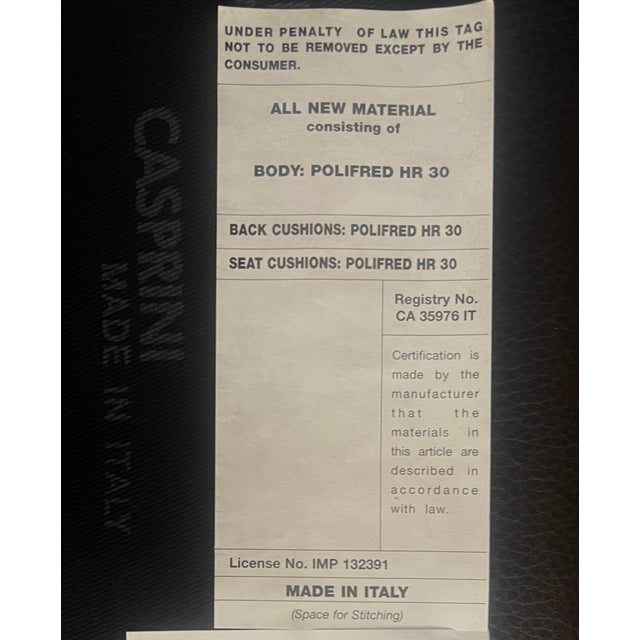 UNDER PENALTY OF LAW THIS TAG
NOT TO BE REMOVED EXCEPT BY THE
CONSUMER.
ALL NEW MATERIAL
consisting of
BODY: POLIFRED HR 30
BACK CUSHIONS: POLIFRED HR 30
SEAT CUSHIONS: POLIFRED HR 30
Registry No.
CA 35976 IT
Certification is
made by the
manufacturer
that the
materials in
this article are
described in
accordance
with law.
License No. IMP 132391
MADE IN ITALY
(Space for Stitching)
CASPRINI
MADE IN ITALY